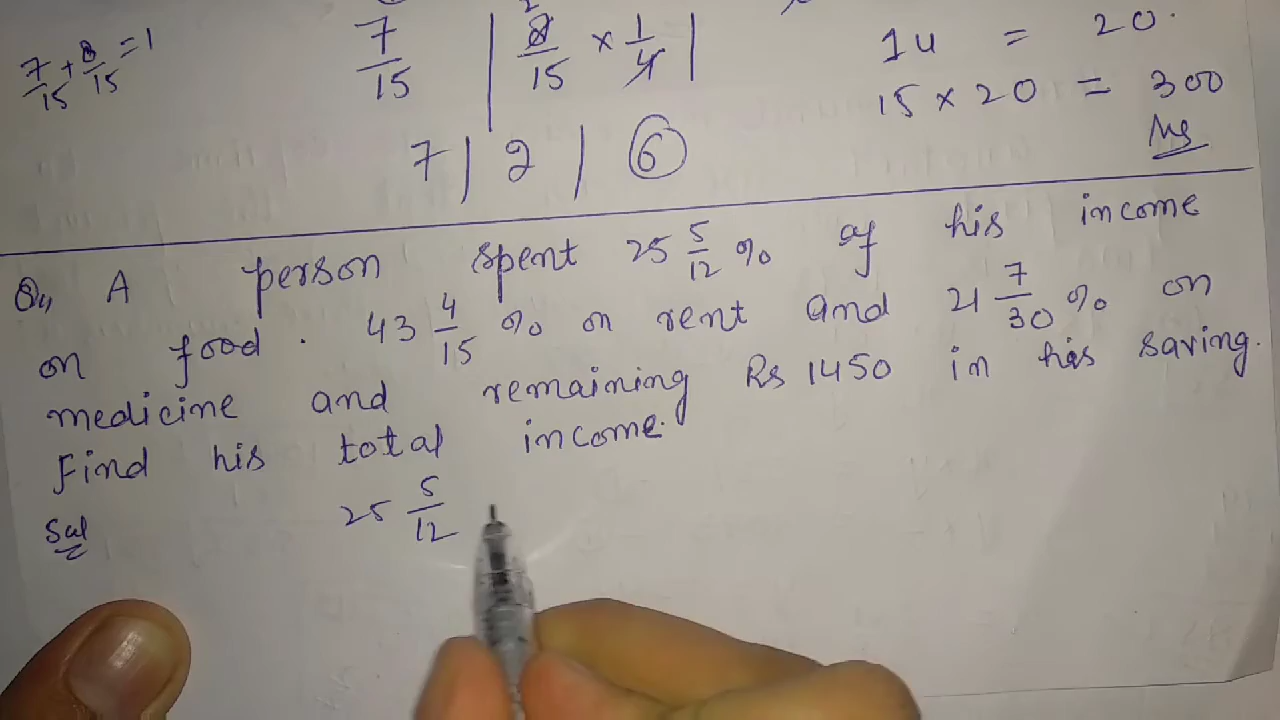 7/15 + 8/15 = 1
7/15 | 8/15 × 1/4 |
7 | 2 | 6
1u = 20.
15 × 20 = 300
Ans
Q4 A person spent 25 5/12 % of his income
on food. 43 4/15 % on rent and 21 7/30 % on
medicine and remaining Rs 1450 in his saving.
Find his total income.
Sol 25 5/12